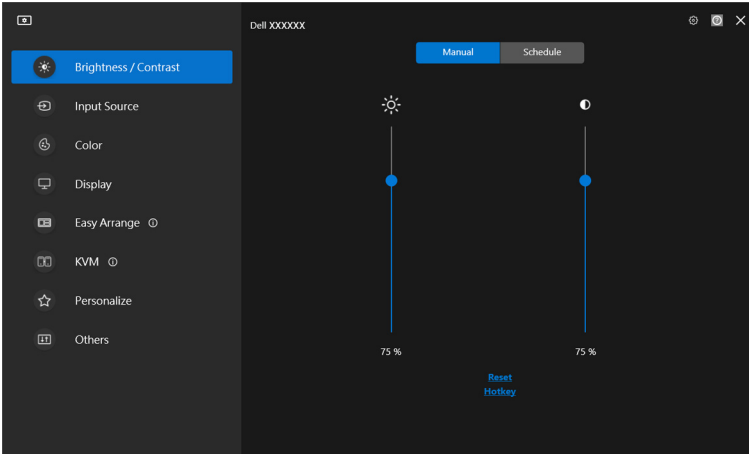 Dell XXXXXX
Manual
Schedule
Brightness / Contrast
Input Source
Color
Display
Easy Arrange
KVM
Personalize
Others
75 %
75 %
Reset
Hotkey